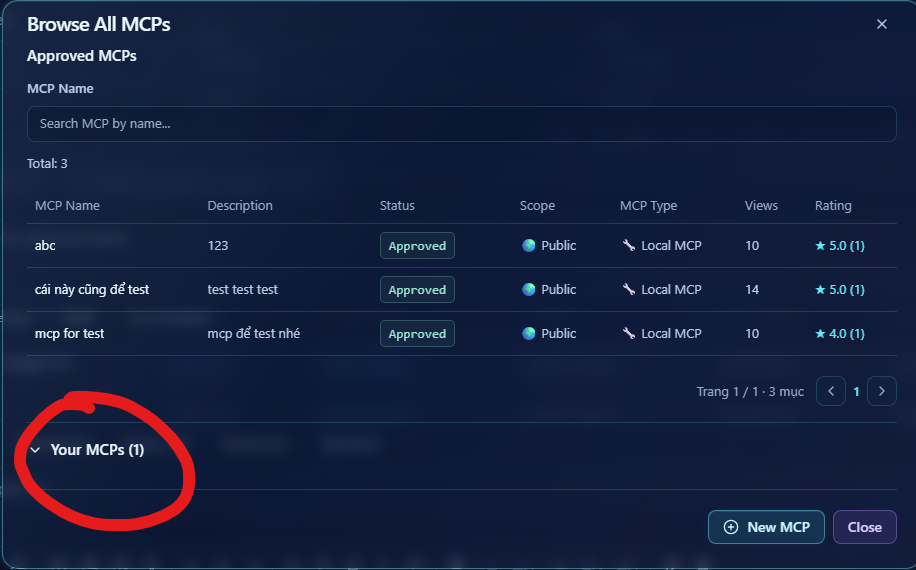 Browse All MCPs
Approved MCPs
MCP Name
Search MCP by name...
Total: 3
MCP Name Description Status Scope MCP Type Views Rating
abc 123 Approved Public Local MCP 10 ★ 5.0 (1)
cái này cũng để test test test test Approved Public Local MCP 14 ★ 5.0 (1)
mcp for test mcp để test nhé Approved Public Local MCP 10 ★ 4.0 (1)
Trang 1 / 1 · 3 mục 1
Your MCPs (1)
New MCP Close